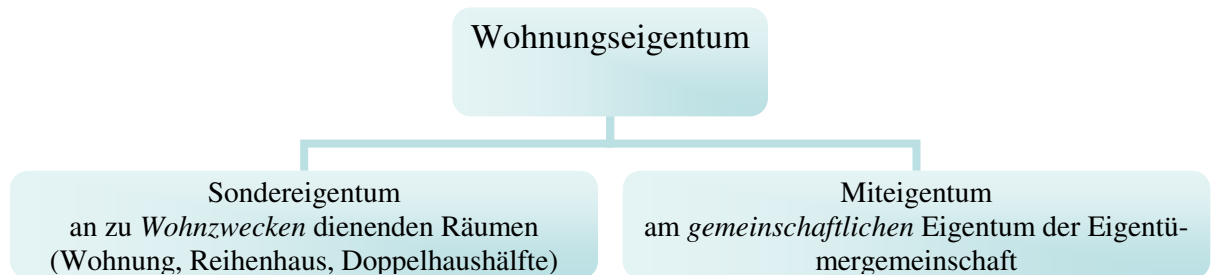 Wohnungseigentum
Sondereigentum
an zu Wohnzwecken dienenden Räumen
(Wohnung, Reihenhaus, Doppelhaushälfte)
Miteigentum
am gemeinschaftlichen Eigentum der Eigentü-
mergemeinschaft